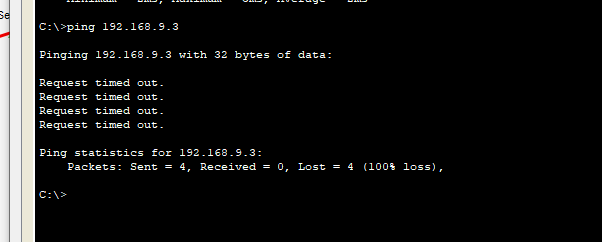 Se
C:\>ping 192.168.9.3
Pinging 192.168.9.3 with 32 bytes of data:
Request timed out.
Request timed out.
Request timed out.
Request timed out.
Ping statistics for 192.168.9.3:
    Packets: Sent = 4, Received = 0, Lost = 4 (100% loss),
C:\>